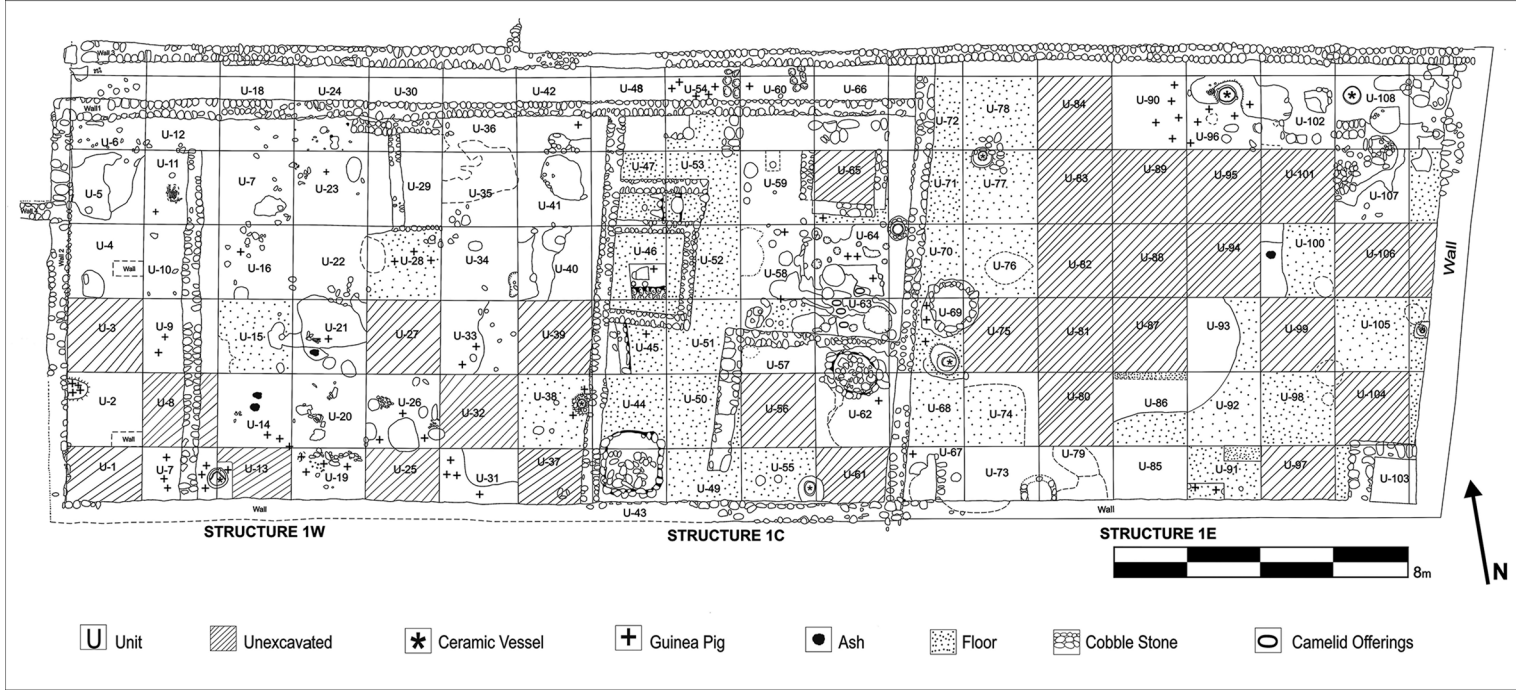 Wall 3
U-18 U-24 U-30 U-42 U-48 U-54 U-60 U-66 U-84 U-90 U-108
Wall1
U-78
U-72
U-102
U-12 U-36 U-96
U-6
U-11 U-47 U-53 U-89
U-5 U-7 U-23 U-29 U-35 U-59 U-65 U-71 U-77 U-83 U-95 U-101
U-41 U-107
Wall 4
U-4 U-64
Wall 2
U-46 U-70 U-94 U-100
Wall U-10 U-16 U-22 U-28 U-34 U-40 U-52 U-58 U-76 U-82 U-88 U-106
Wall
U-63
U-3 U-9 U-21 U-69 U-87 U-93 U-105
U-15 U-27 U-33 U-39 U-45 U-51 U-75 U-81 U-99
U-57
U-2 U-8 U-26 U-38 U-44 U-50 U-80 U-86 U-92 U-98 U-104
U-14 U-20 U-32 U-56 U-62 U-68 U-74
Wall
U-1 U-7 U-13 U-25 U-37 U-55 U-67 U-79
U-19 U-31 U-49 U-61 U-73 U-85 U-91 U-97 U-103
Wall U-43 Wall
STRUCTURE 1W STRUCTURE 1C STRUCTURE 1E
8m
N
U Unit Unexcavated Ceramic Vessel Guinea Pig Ash Floor Cobble Stone Camelid Offerings